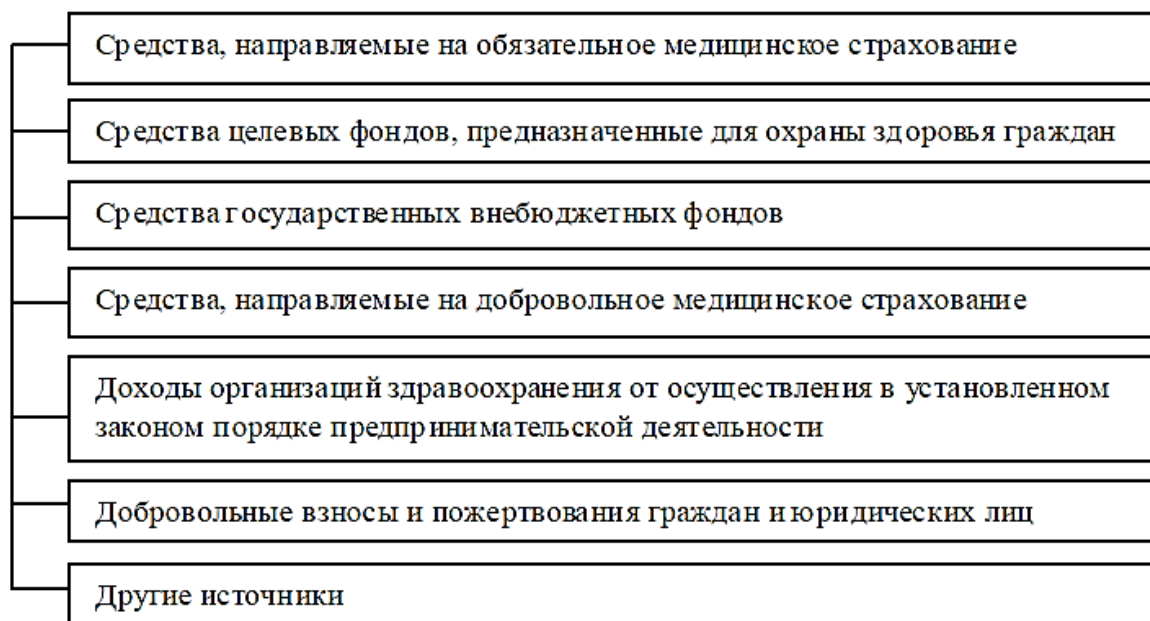 Средства, направляемые на обязательное медицинское страхование
Средства целевых фондов, предназначенные для охраны здоровья граждан
Средства государственных внебюджетных фондов
Средства, направляемые на добровольное медицинское страхование
Доходы организаций здравоохранения от осуществления в установленном
законом порядке предпринимательской деятельности
Добровольные взносы и пожертвования граждан и юридических лиц
Другие источники